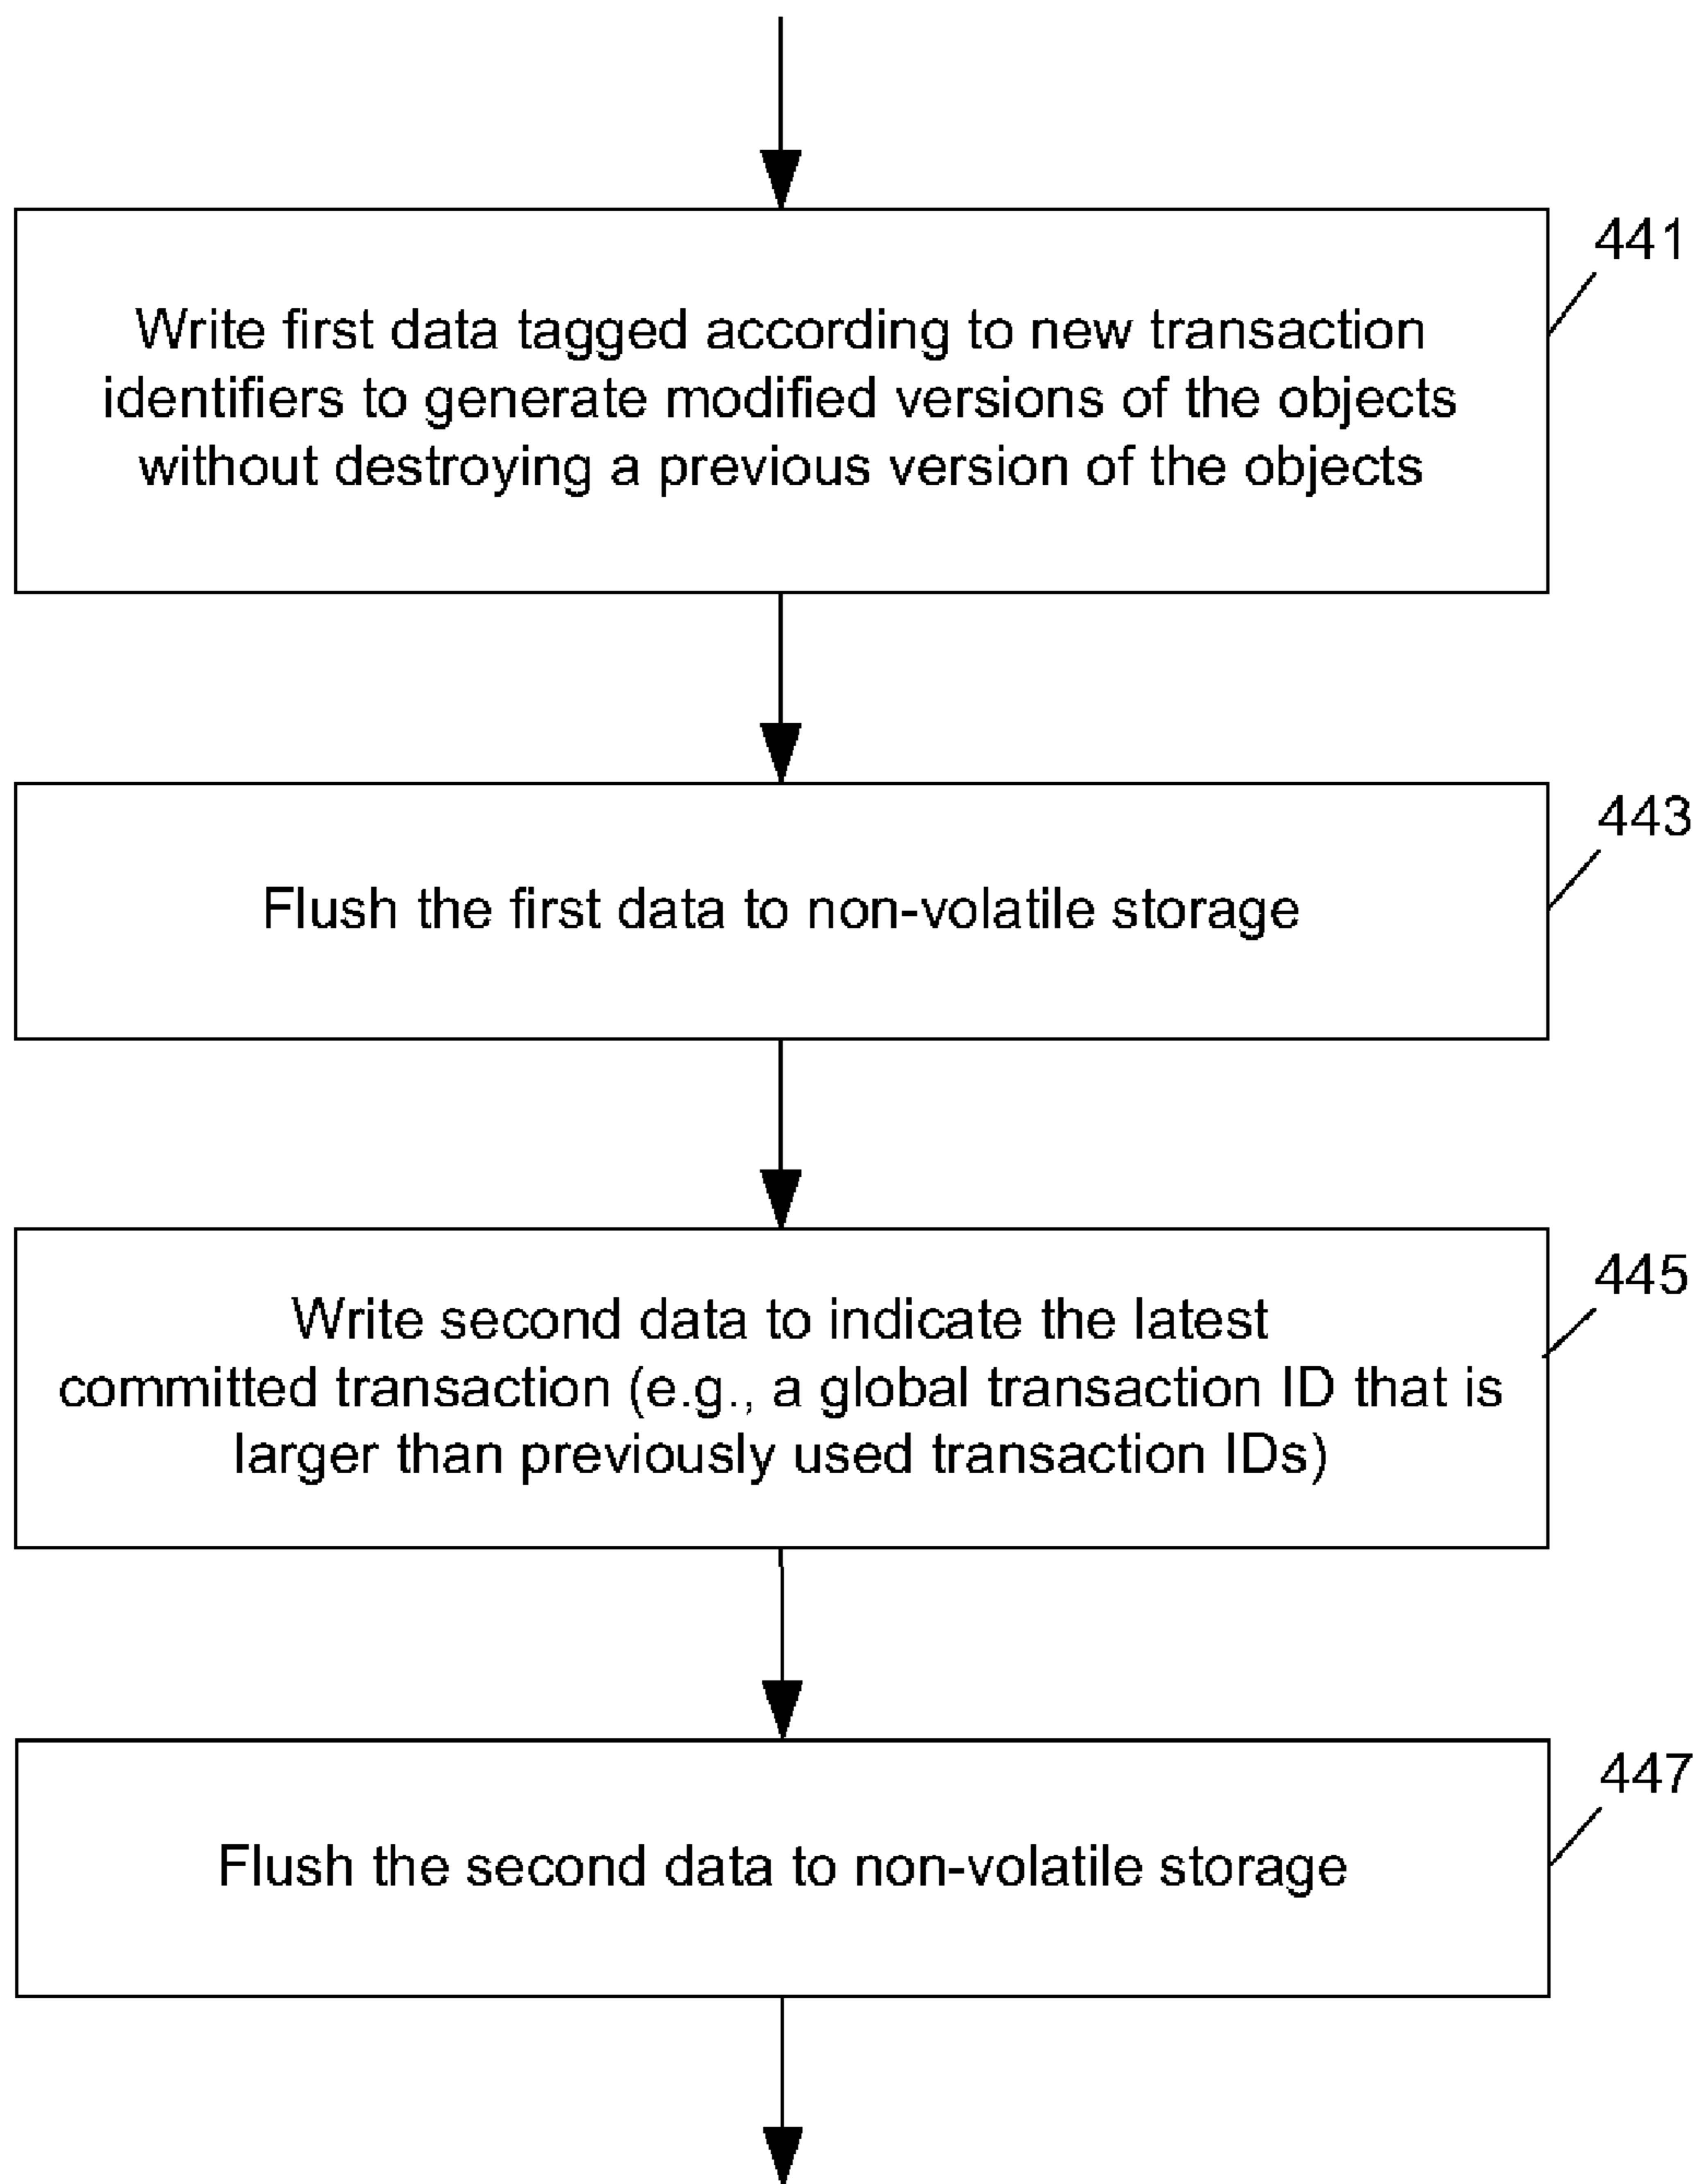 441
Write first data tagged according to new transaction
identifiers to generate modified versions of the objects
without destroying a previous version of the objects
443
Flush the first data to non-volatile storage
445
Write second data to indicate the latest
committed transaction (e.g., a global transaction ID that is
larger than previously used transaction IDs)
447
Flush the second data to non-volatile storage